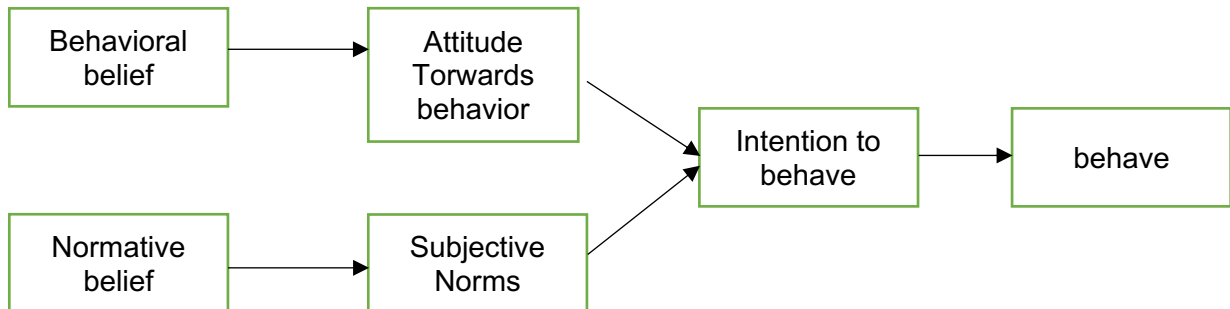 Behavioral
belief
Attitude
Torwards
behavior
Intention to
behave
behave
Normative
belief
Subjective
Norms